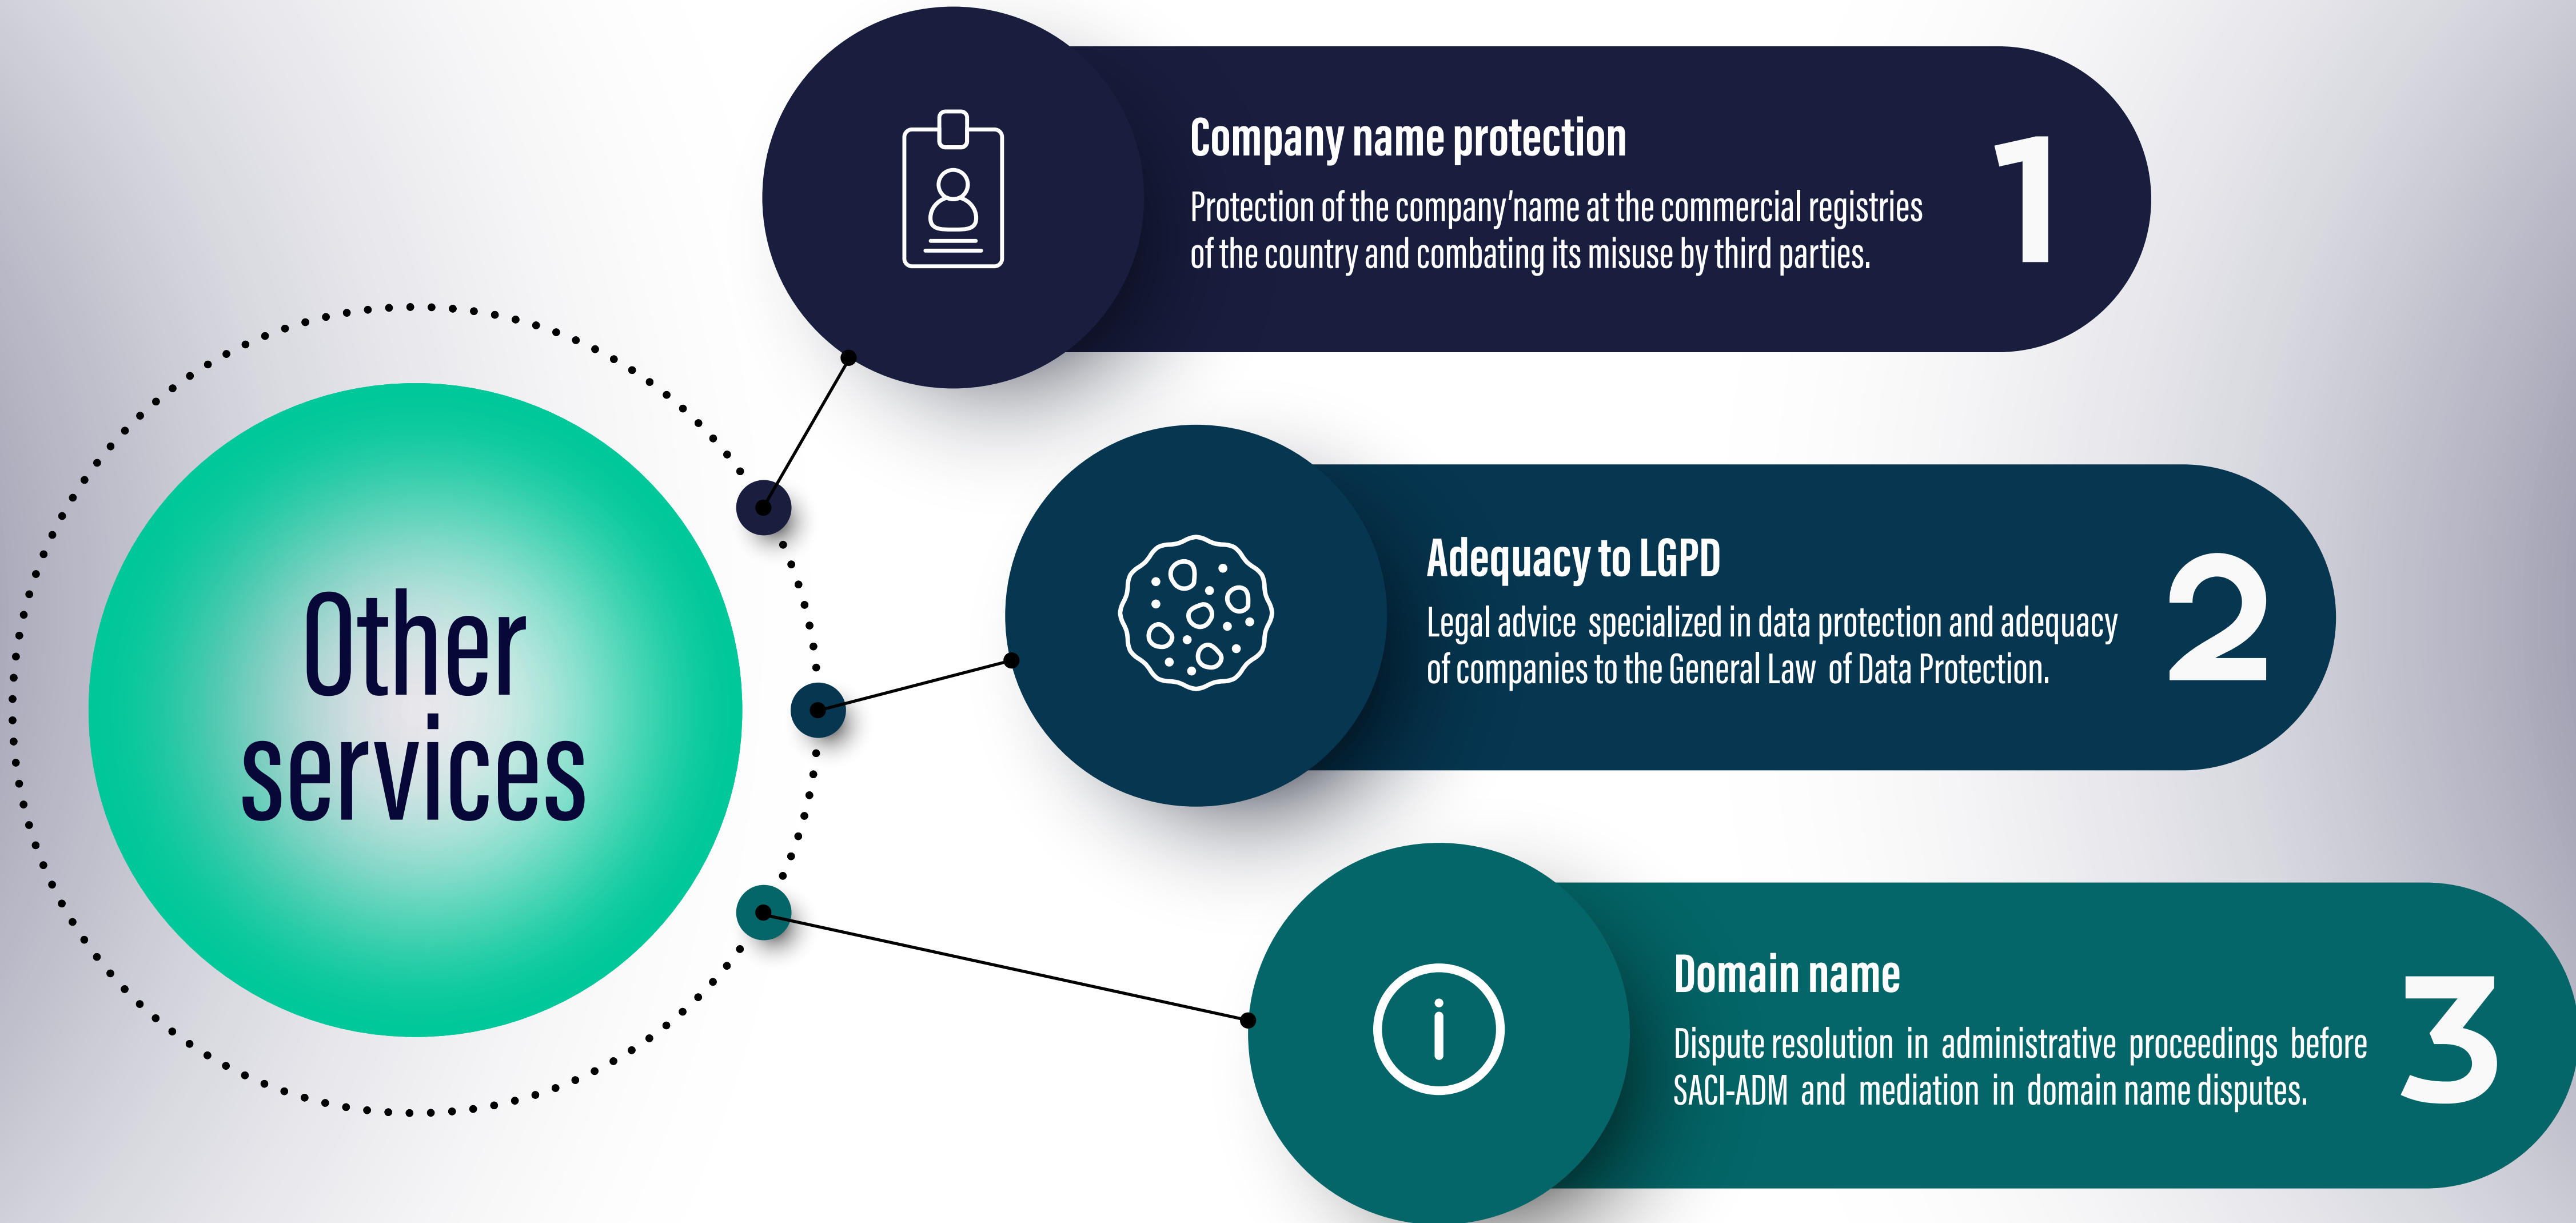 Other
services
Company name protection
Protection of the company'name at the commercial registries
of the country and combating its misuse by third parties.
1
Adequacy to LGPD
Legal advice specialized in data protection and adequacy
of companies to the General Law of Data Protection.
2
Domain name
Dispute resolution in administrative proceedings before
SACI-ADM and mediation in domain name disputes.
3